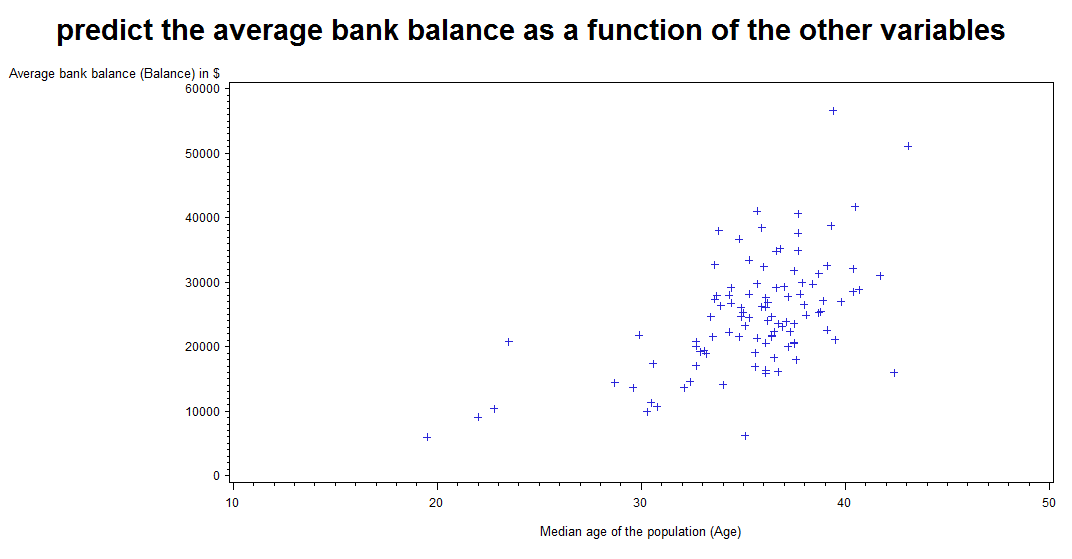 predict the average bank balance as a function of the other variables
Average bank balance (Balance) in $
60000
50000
40000
30000
20000
10000
0
10 20 30 40 50
Median age of the population (Age)